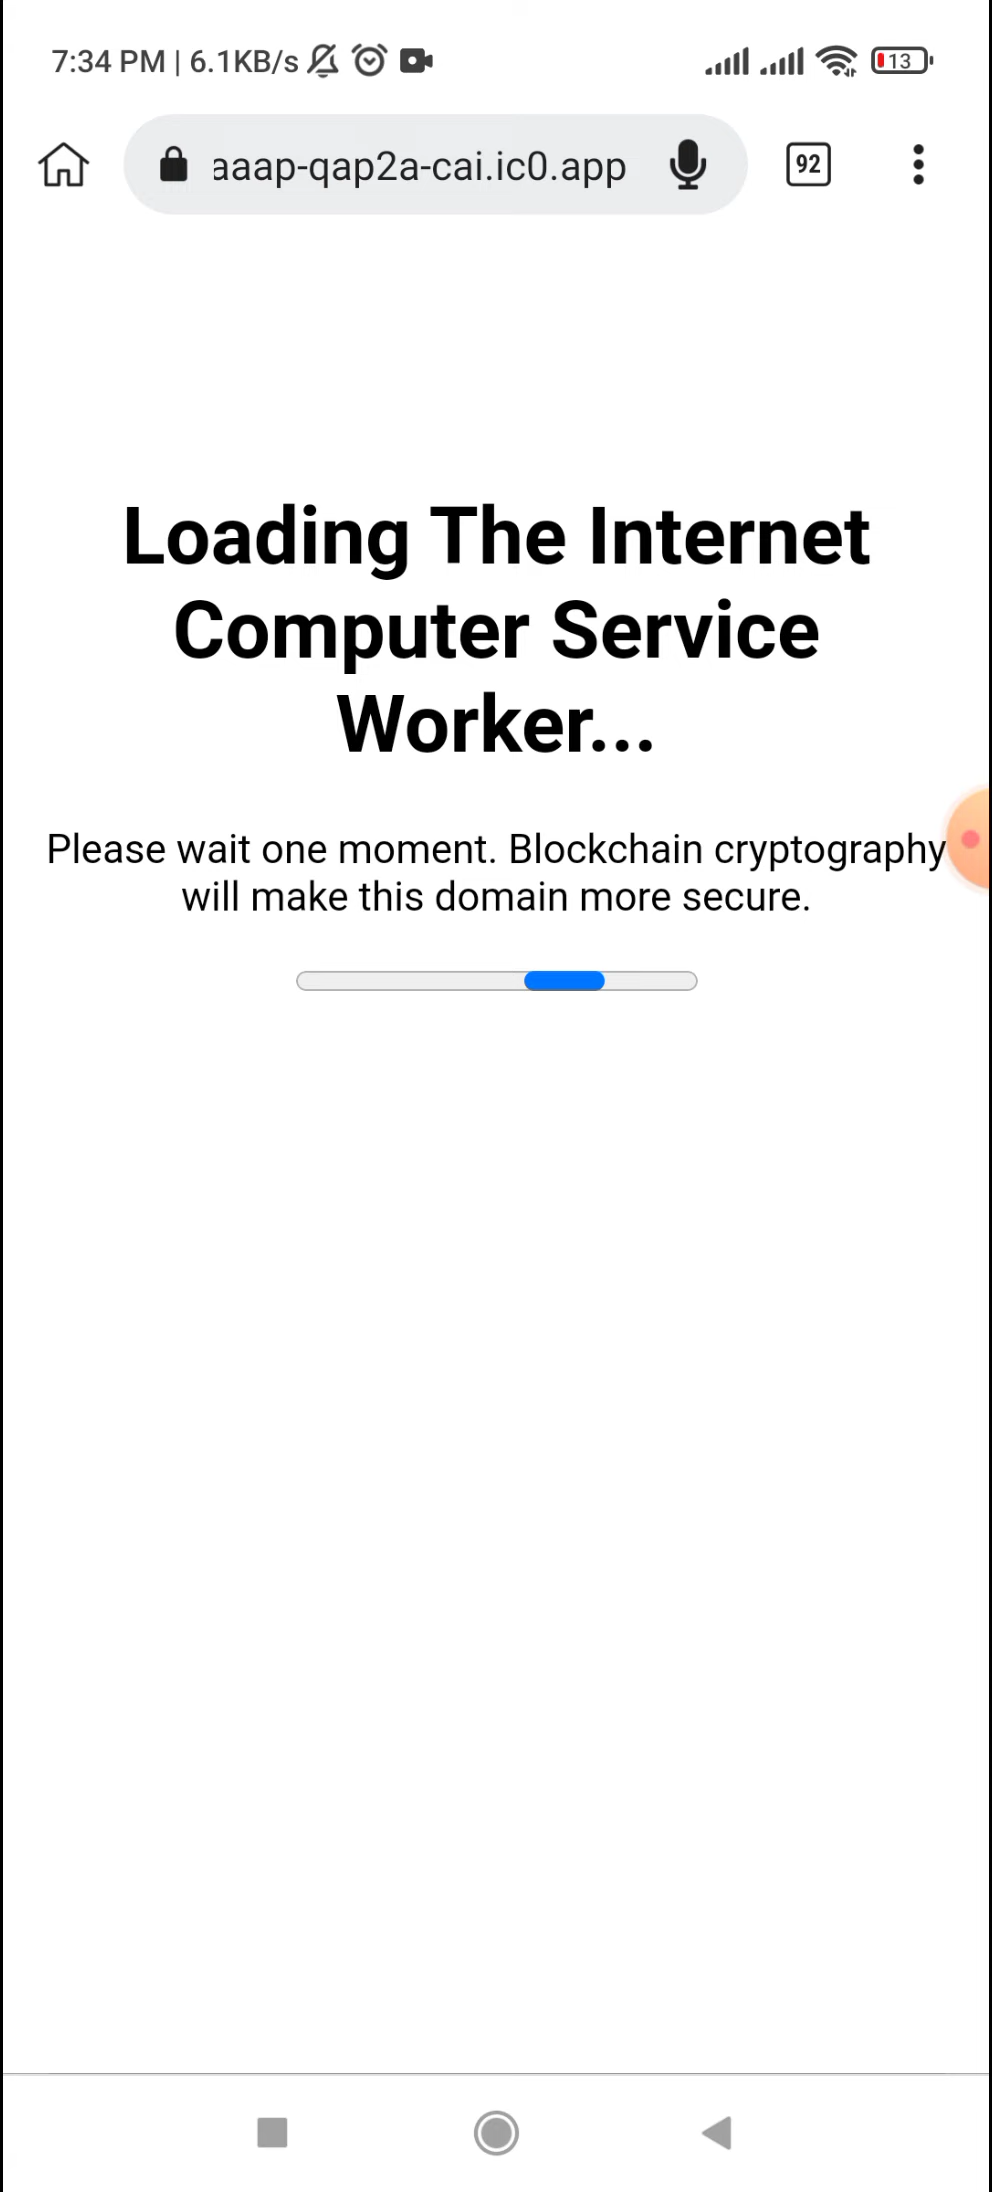 7:34 PM | 6.1KB/s 13
aaap-qap2a-cai.ic0.app 92
Loading The Internet
Computer Service
Worker...
Please wait one moment. Blockchain cryptography
will make this domain more secure.